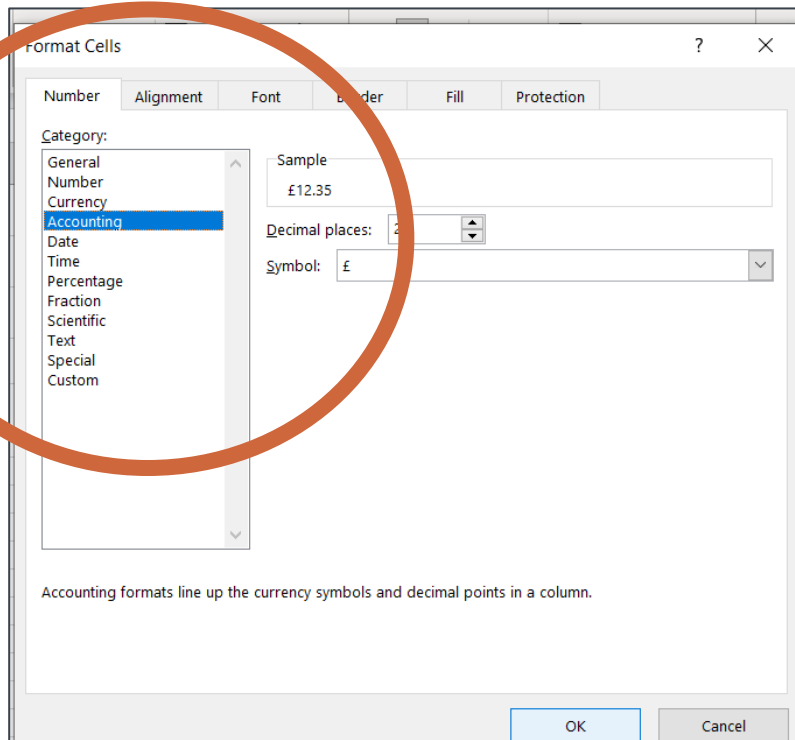 Format Cells ?
Number Alignment Font Border Fill Protection
Category:
General
Number
Currency
Accounting
Date
Time
Percentage
Fraction
Scientific
Text
Special
Custom
Sample
£12.35
Decimal places: 2
Symbol: £
Accounting formats line up the currency symbols and decimal points in a column.
OK Cancel